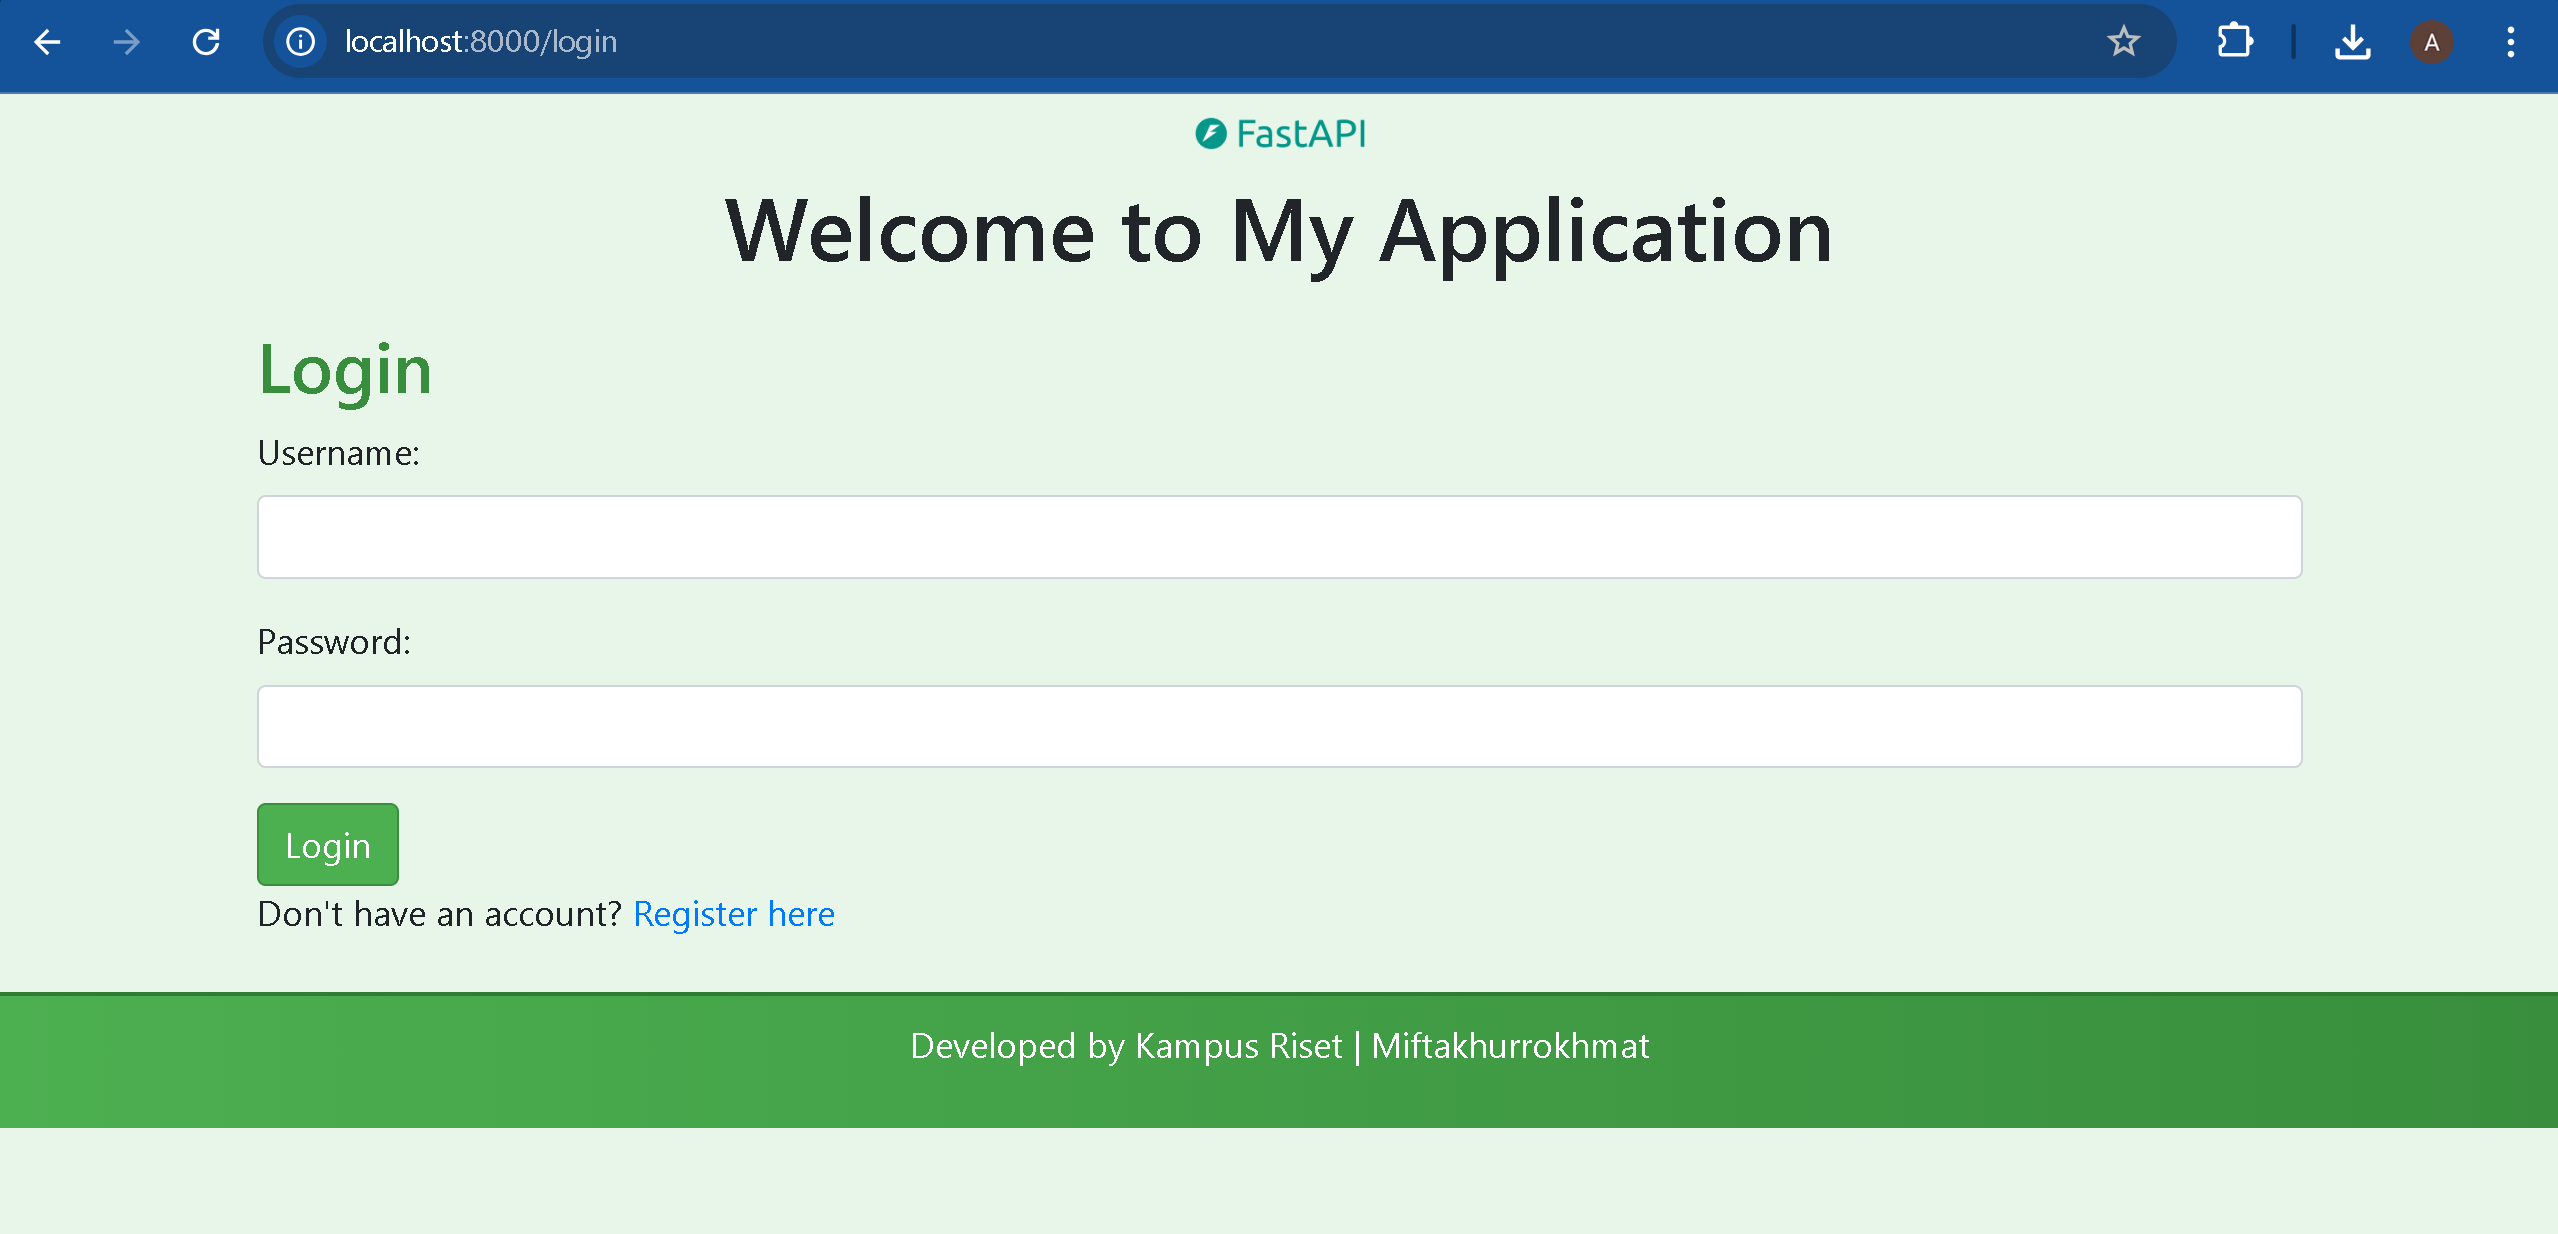 localhost:8000/login
A
FastAPI
Welcome to My Application
Login
Username:
Password:
Login
Don't have an account? Register here
Developed by Kampus Riset | Miftakhurrokhmat